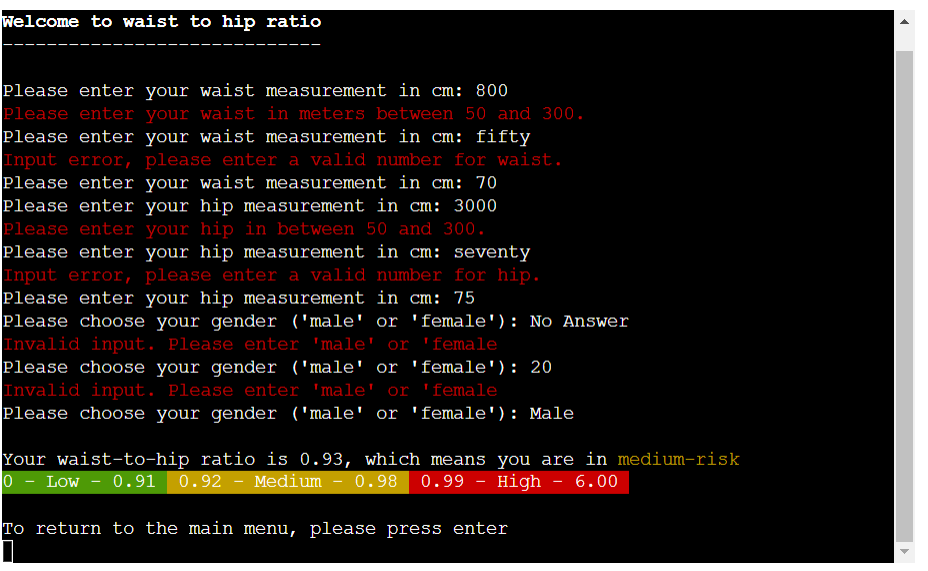 Welcome to waist to hip ratio
-----------------------------
Please enter your waist measurement in cm: 800
Please enter your waist in meters between 50 and 300.
Please enter your waist measurement in cm: fifty
Input error, please enter a valid number for waist.
Please enter your waist measurement in cm: 70
Please enter your hip measurement in cm: 3000
Please enter your hip in between 50 and 300.
Please enter your hip measurement in cm: seventy
Input error, please enter a valid number for hip.
Please enter your hip measurement in cm: 75
Please choose your gender ('male' or 'female'): No Answer
Invalid input. Please enter 'male' or 'female
Please choose your gender ('male' or 'female'): 20
Invalid input. Please enter 'male' or 'female
Please choose your gender ('male' or 'female'): Male
Your waist-to-hip ratio is 0.93, which means you are in medium-risk
0 - Low - 0.91 0.92 - Medium - 0.98 0.99 - High - 6.00
To return to the main menu, please press enter